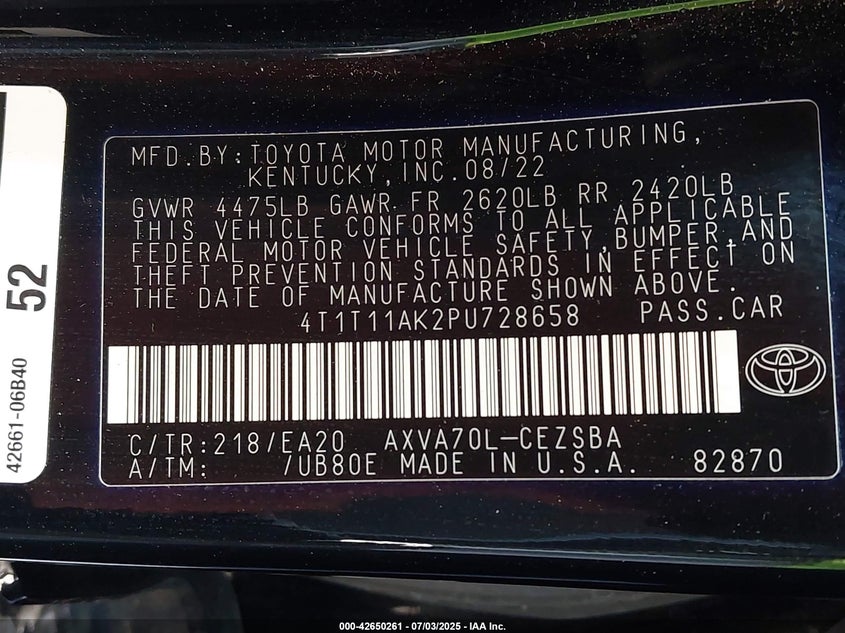 MFD.BY:TOYOTA MOTOR MANUFACTURING,
KENTUCKY,INC.08/22
GVWR 4475LB GAWR FR 2620LB RR 2420LB
THIS VEHICLE CONFORMS TO ALL APPLICABLE
FEDERAL MOTOR VEHICLE SAFETY,BUMPER,AND
THEFT PREVENTION STANDARDS IN EFFECT ON
THE DATE OF MANUFACTURE SHOWN ABOVE.
4T1T11AK2PU728658 PASS.CAR
C/TR:218/EA20 AXVA70L-CEZSBA
A/TM: /UB80E MADE IN U.S.A. 82870
52
42661-06B40
000-42650261 - 07/03/2025 - IAA Inc.